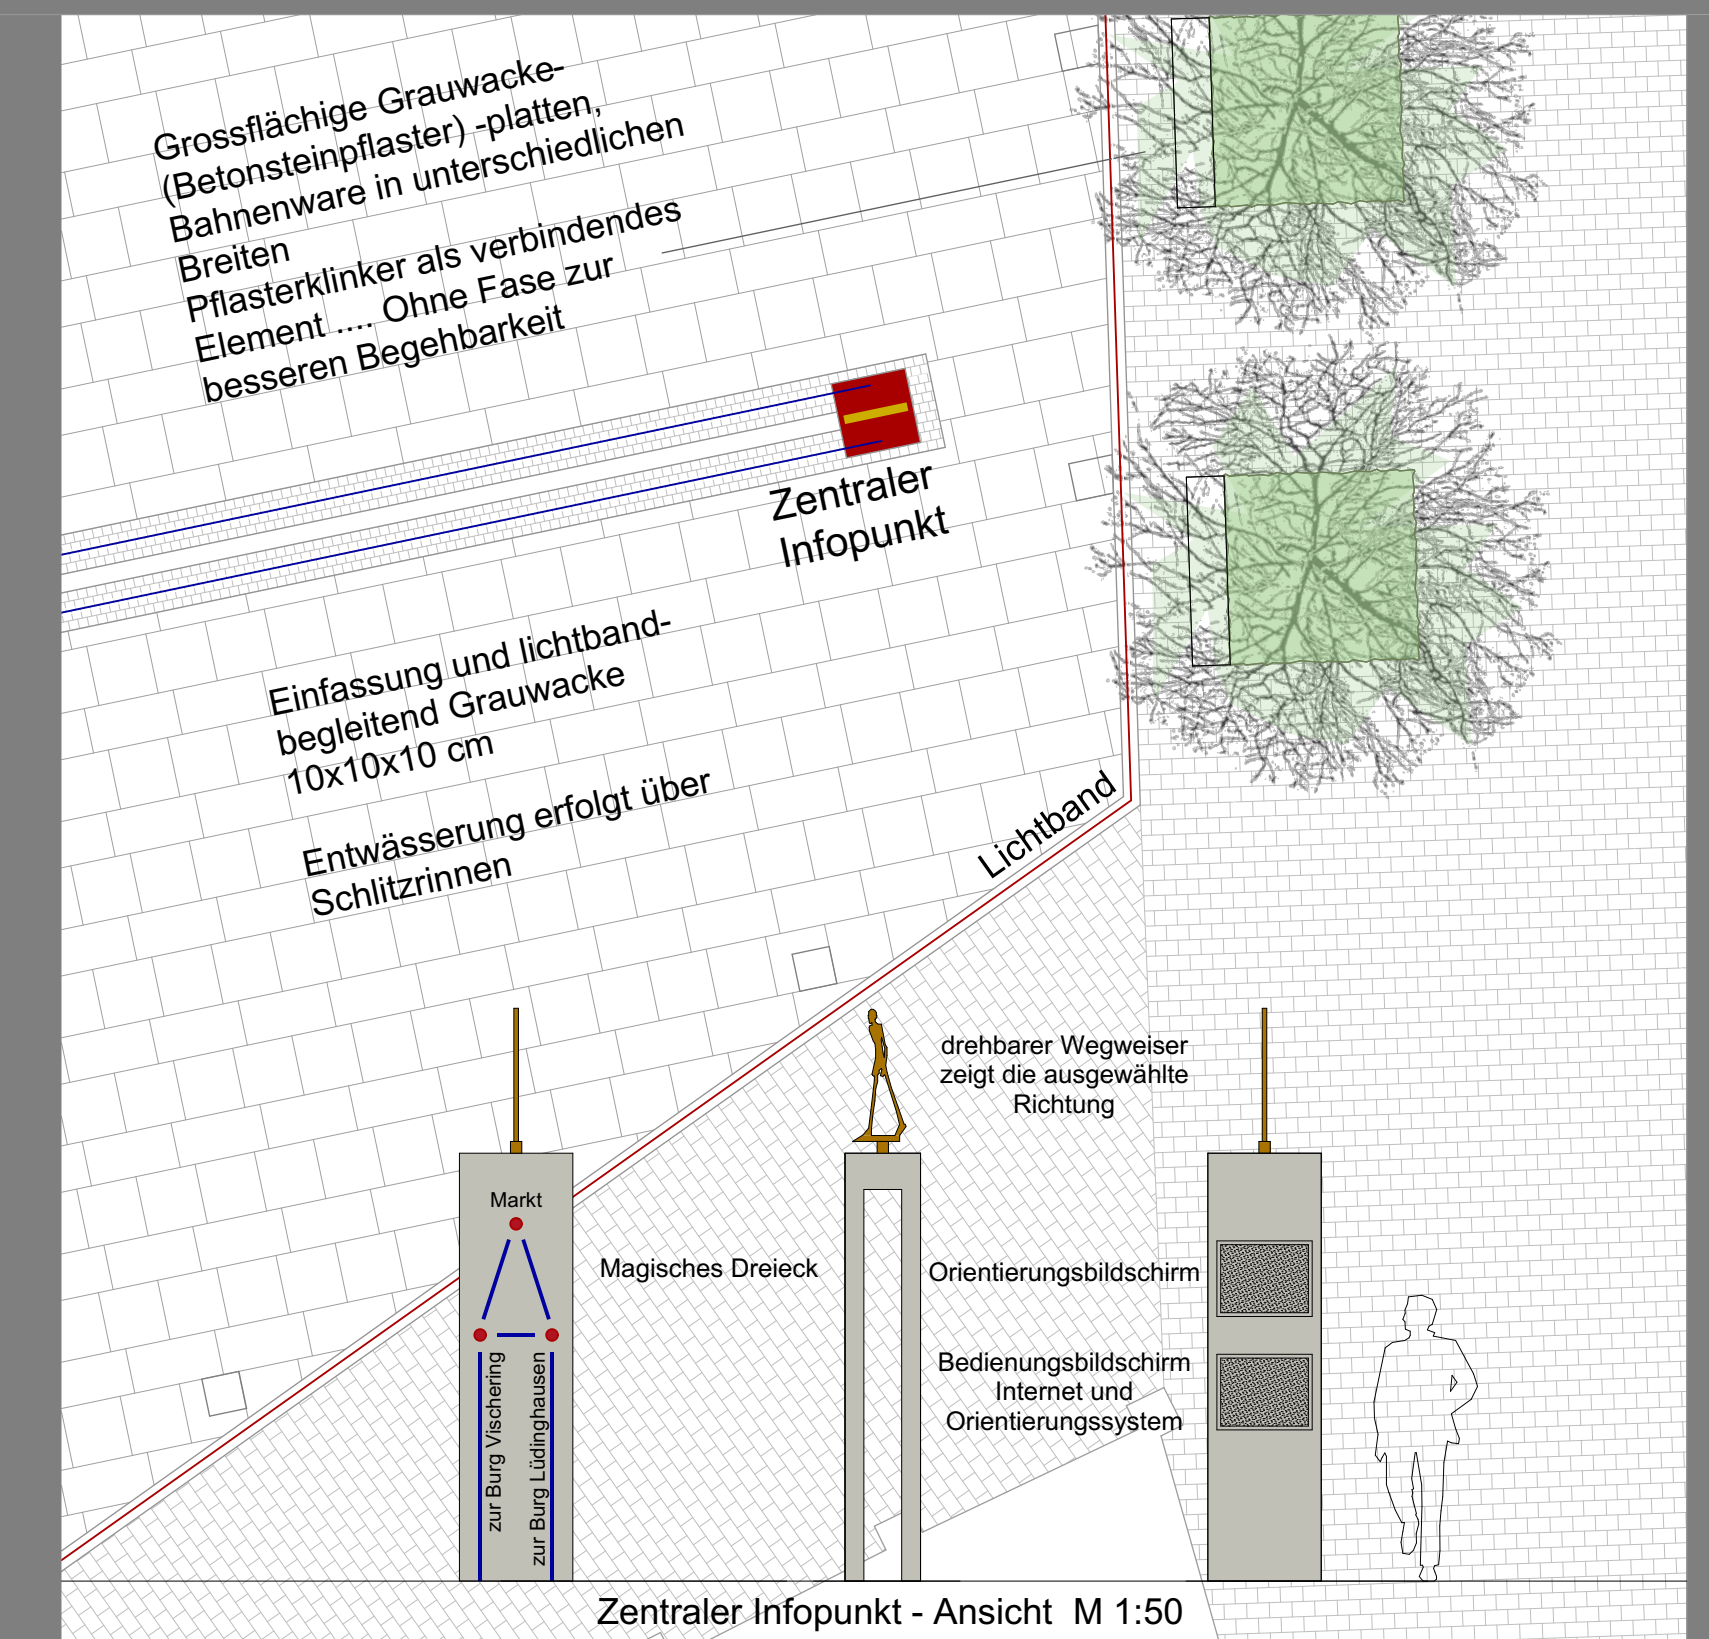 Grossflächige Grauwacke-
(Betonsteinpflaster) -platten,
Bahnenware in unterschiedlichen
Breiten
Pflasterklinker als verbindendes
Element .... Ohne Fase zur
besseren Begehbarkeit
Zentraler
Infopunkt
Einfassung und lichtband-
begleitend Grauwacke
10x10x10 cm
Entwässerung erfolgt über
Schlitzrinnen
Lichtband
drehbarer Wegweiser
zeigt die ausgewählte
Richtung
Markt
Magisches Dreieck
Orientierungsbildschirm
zur Burg Vischering
zur Burg Lüdinghausen
Bedienungsbildschirm
Internet und
Orientierungssystem
Zentraler Infopunkt - Ansicht M 1:50